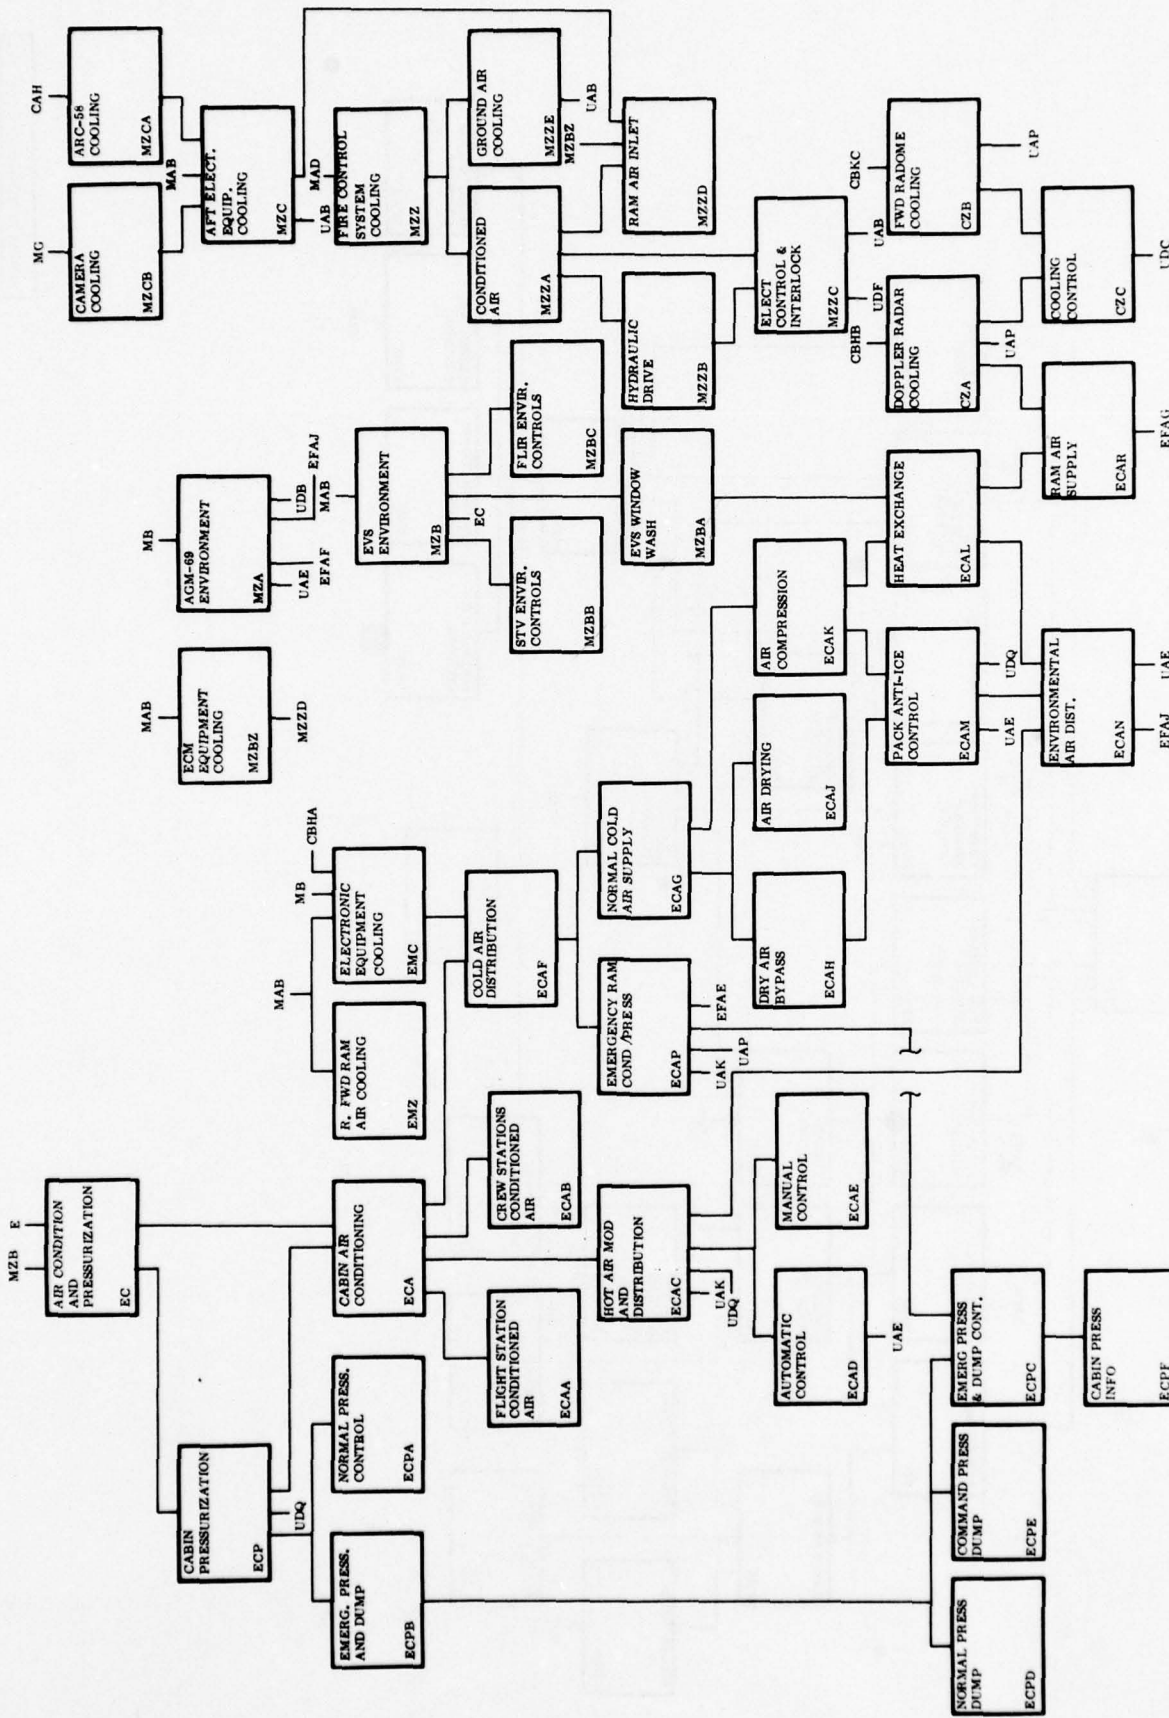 MZB
E
AIR CONDITION
AND
PRESSURIZATION
EC
CABIN
PRESSURIZATION
ECP
UDQ
EMERG. PRESS.
AND DUMP
ECPB
NORMAL PRESS.
CONTROL
ECPA
CABIN AIR
CONDITIONING
ECA
MAB
R. FWD RAM
AIR COOLING
EMZ
MB
CBHA
ELECTRONIC
EQUIPMENT
COOLING
EMC
FLIGHT STATION
CONDITIONED
AIR
ECAA
CREW STATIONS
CONDITIONED
AIR
ECAB
COLD AIR
DISTRIBUTION
ECAF
HOT AIR MOD
AND
DISTRIBUTION
ECAC
UAK
UDQ
EMERGENCY RAM
COND /PRESS
ECAP
UAK
UAP
EFAE
NORMAL COLD
AIR SUPPLY
ECAG
AUTOMATIC
CONTROL
ECAD
UAE
MANUAL
CONTROL
ECAE
DRY AIR
BYPASS
ECAH
AIR DRYING
ECAJ
AIR
COMPRESSION
ECAK
PACK ANTI-ICE
CONTROL
ECAM
UAE
UDQ
HEAT EXCHANGE
ECAL
ENVIRONMENTAL
AIR DIST.
ECAN
EFAJ
UAE
RAM AIR
SUPPLY
ECAR
EFAG
NORMAL PRESS
DUMP
ECPD
COMMAND PRESS
DUMP
ECPE
EMERG PRESS
& DUMP CONT.
ECPC
CABIN PRESS
INFO
ECPF
MAB
ECM
EQUIPMENT
COOLING
MZBZ
MZZD
MB
AGM-69
ENVIRONMENT
MZA
UAE
EFAF
UDB
EFAJ
MAB
EVS
ENVIRONMENT
MZB
EC
STV ENVIR.
CONTROLS
MZBB
FLIR ENVIR.
CONTROLS
MZBC
EVS WINDOW
WASH
MZBA
MG
CAMERA
COOLING
MZCB
CAH
ARC-58
COOLING
MZCA
MAB
AFT ELECT.
EQUIP.
COOLING
MZC
UAB
MAD
FIRE CONTROL
SYSTEM
COOLING
MZZ
CONDITIONED
AIR
MZZA
GROUND AIR
COOLING
MZZE
MZBZ
UAB
HYDRAULIC
DRIVE
MZZB
RAM AIR INLET
MZZD
ELECT
CONTROL &
INTERLOCK
MZZC
UDF
UAB
CBHB
DOPPLER RADAR
COOLING
CZA
UAP
CBKC
FWD RADOME
COOLING
CZB
UAP
COOLING
CONTROL
CZC
UDC